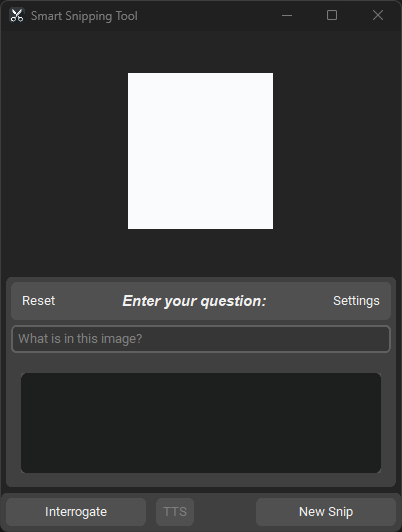 Smart Snipping Tool
Reset Enter your question: Settings
What is in this image?
Interrogate TTS New Snip